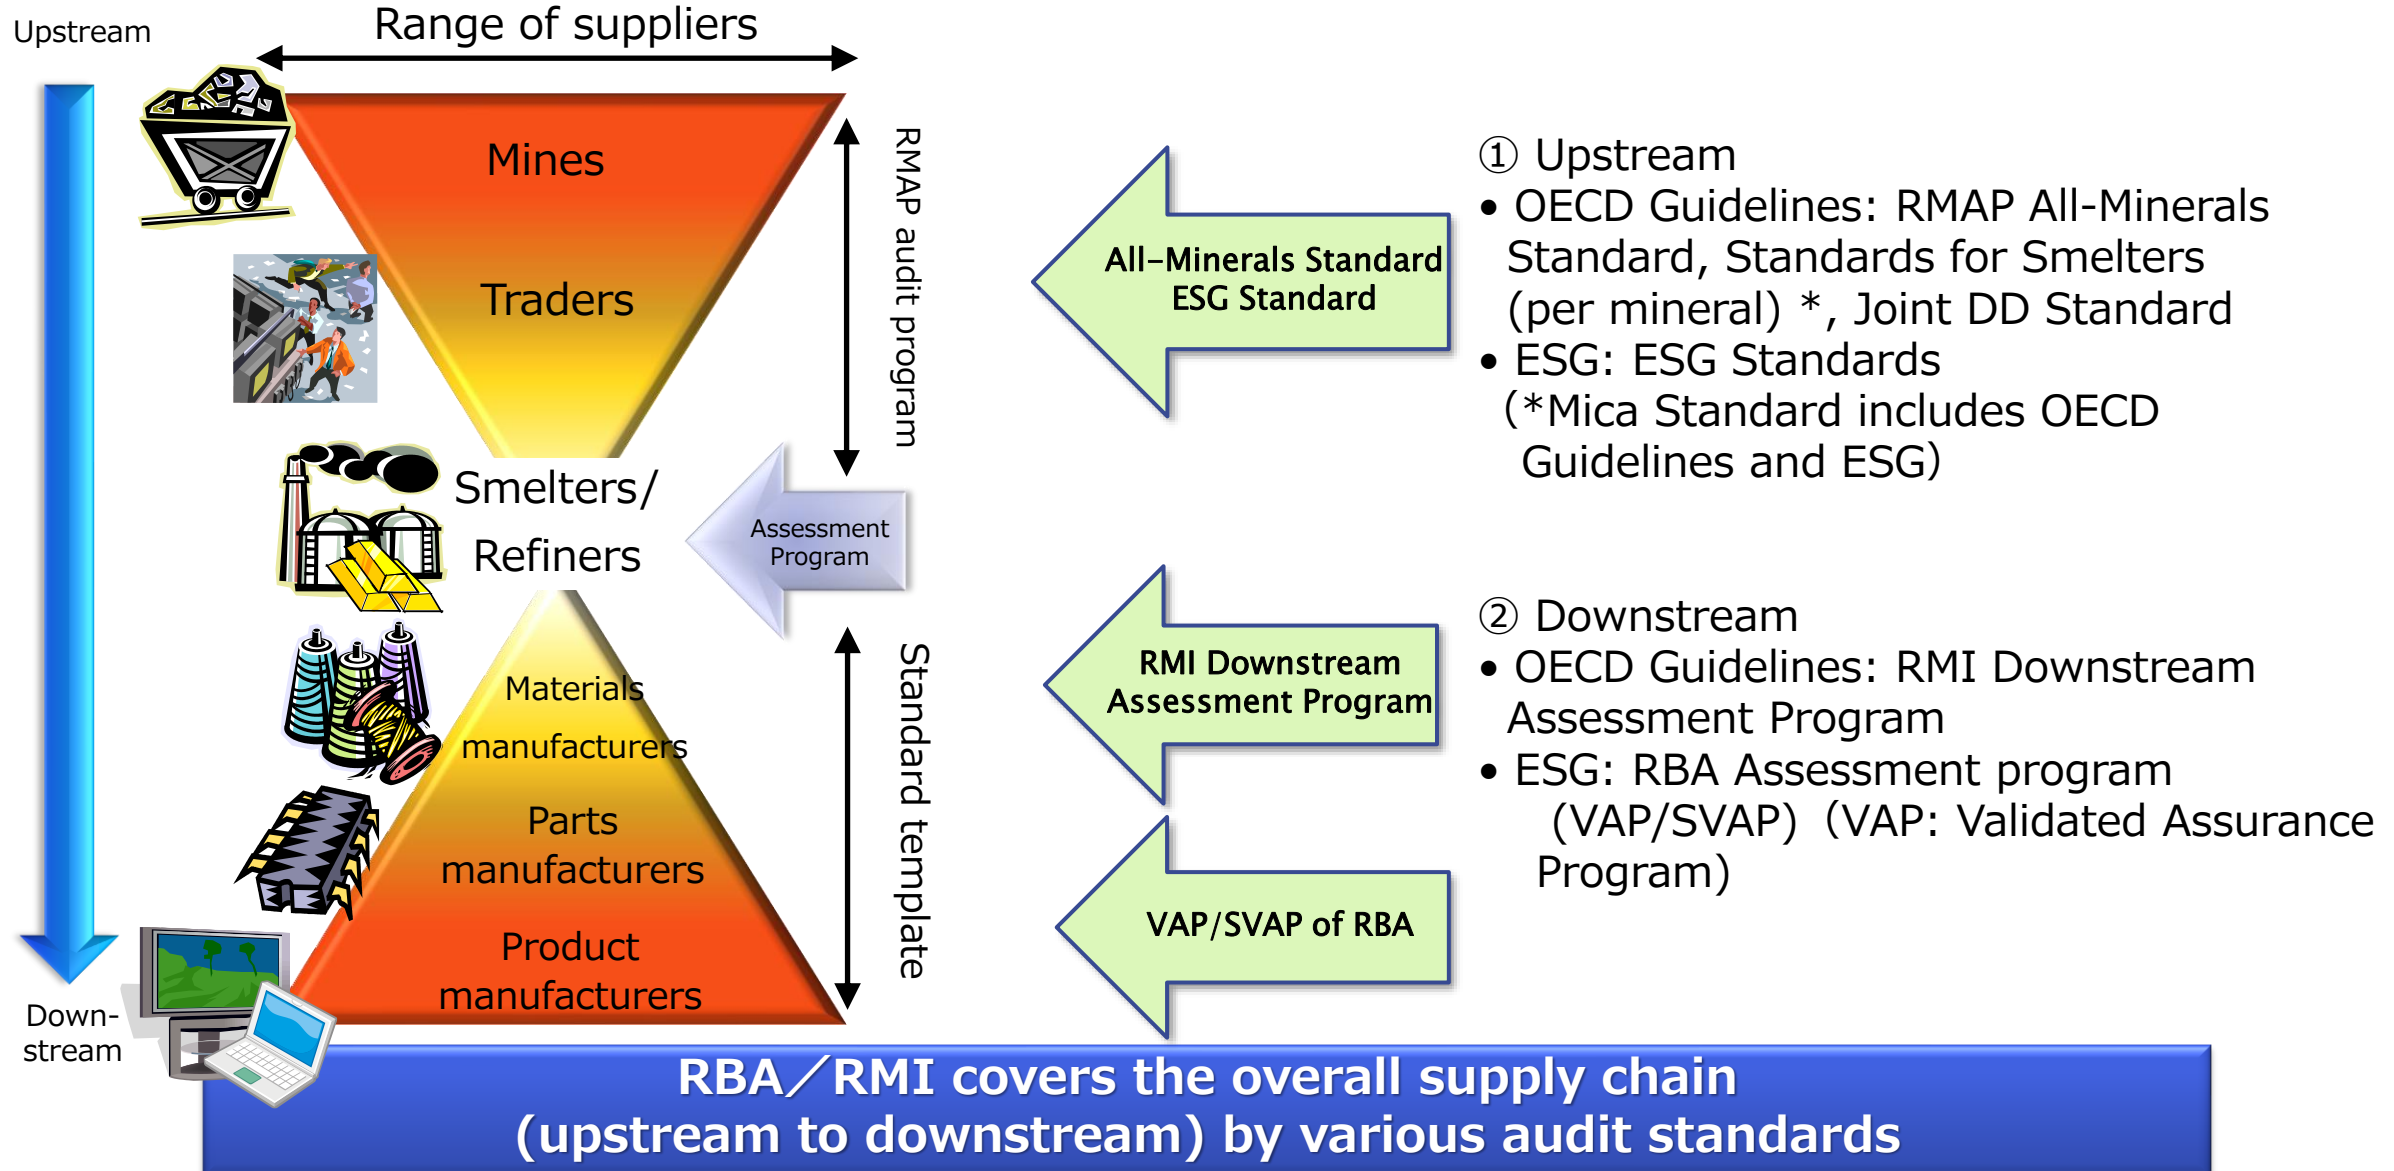 Upstream
Range of suppliers
Mines
Traders
Smelters/
Refiners
Materials
manufacturers
Parts
manufacturers
Product
manufacturers
Down-
stream
RMAP audit program
Assessment
Program
Standard template
All-Minerals Standard
ESG Standard
RMI Downstream
Assessment Program
VAP/SVAP of RBA
① Upstream
• OECD Guidelines: RMAP All-Minerals
Standard, Standards for Smelters
(per mineral) *, Joint DD Standard
• ESG: ESG Standards
（*Mica Standard includes OECD
Guidelines and ESG）
② Downstream
• OECD Guidelines: RMI Downstream
Assessment Program
• ESG: RBA Assessment program
(VAP/SVAP)（VAP: Validated Assurance
Program）
RBA／RMI covers the overall supply chain
(upstream to downstream) by various audit standards